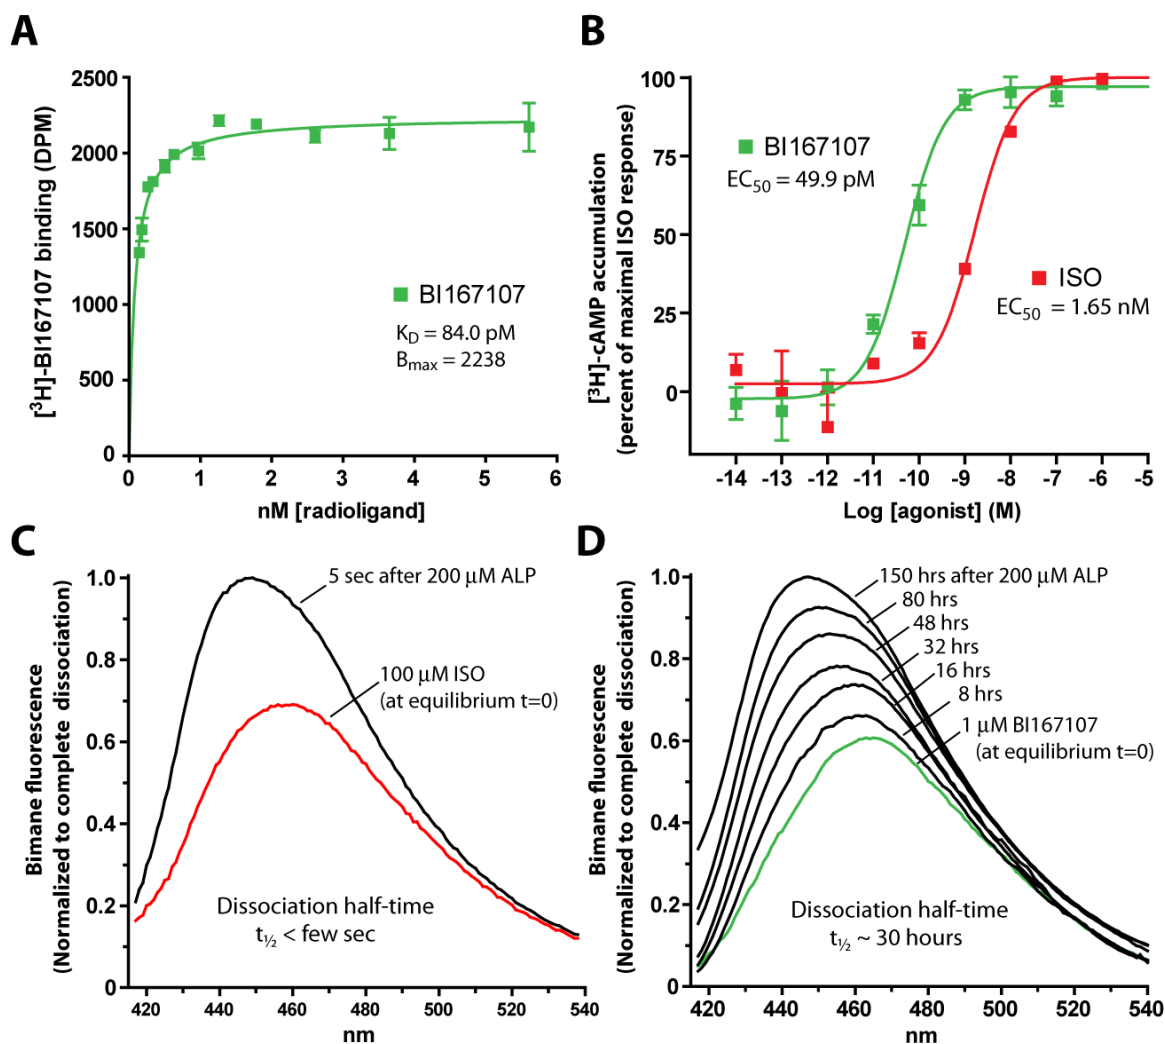 A
[³H]-BI167107 binding (DPM)
2500
2000
1500
1000
500
0
BI167107
K_D = 84.0 pM
B_max = 2238
0 1 2 3 4 5 6
nM [radioligand]
B
[³H]-cAMP accumulation
(percent of maximal ISO response)
100
75
50
25
0
BI167107
EC₅₀ = 49.9 pM
ISO
EC₅₀ = 1.65 nM
-14 -13 -12 -11 -10 -9 -8 -7 -6 -5
Log [agonist] (M)
C
Bimane fluorescence
(Normalized to complete dissociation)
1.0
0.8
0.6
0.4
0.2
0
5 sec after 200 μM ALP
100 μM ISO
(at equilibrium t=0)
Dissociation half-time
t½ < few sec
420 440 460 480 500 520 540
nm
D
Bimane fluorescence
(Normalized to complete dissociation)
1.0
0.8
0.6
0.4
0.2
0
150 hrs after 200 μM ALP
80 hrs
48 hrs
32 hrs
16 hrs
8 hrs
1 μM BI167107
(at equilibrium t=0)
Dissociation half-time
t½ ~ 30 hours
420 440 460 480 500 520 540
nm